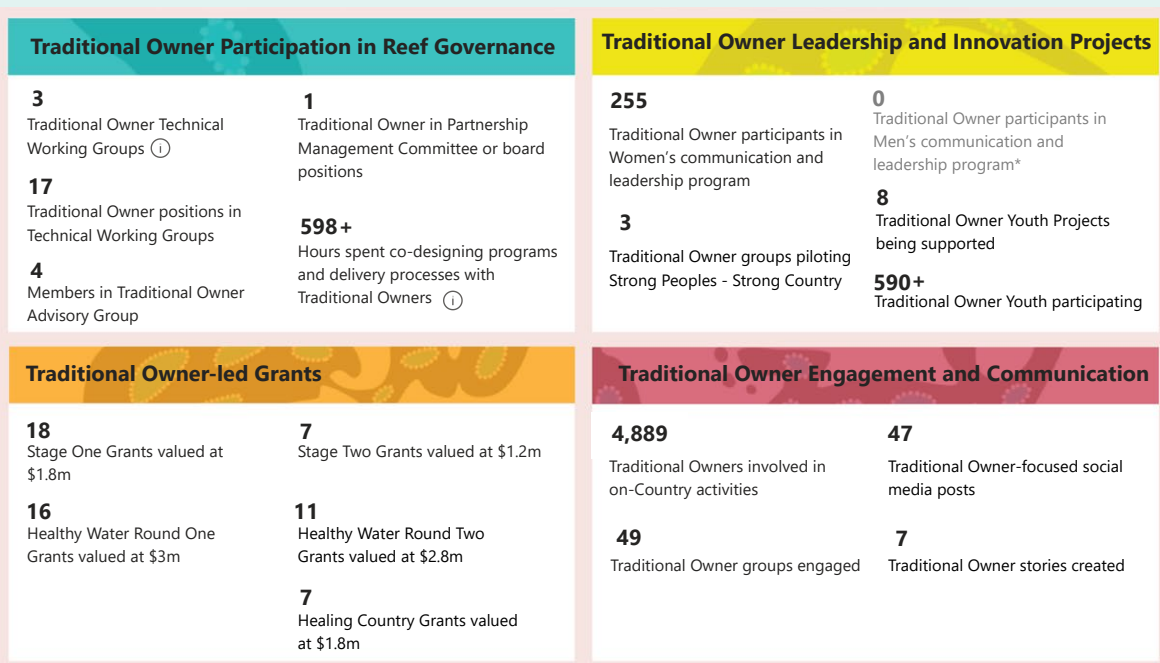 Traditional Owner Participation in Reef Governance
3
Traditional Owner Technical
Working Groups ⓘ
17
Traditional Owner positions in
Technical Working Groups
4
Members in Traditional Owner
Advisory Group
1
Traditional Owner in Partnership
Management Committee or board
positions
598+
Hours spent co-designing programs
and delivery processes with
Traditional Owners ⓘ
Traditional Owner Leadership and Innovation Projects
255
Traditional Owner participants in
Women's communication and
leadership program
3
Traditional Owner groups piloting
Strong Peoples - Strong Country
0
Traditional Owner participants in
Men's communication and
leadership program*
8
Traditional Owner Youth Projects
being supported
590+
Traditional Owner Youth participating
Traditional Owner-led Grants
18
Stage One Grants valued at
$1.8m
16
Healthy Water Round One
Grants valued at $3m
7
Stage Two Grants valued at $1.2m
11
Healthy Water Round Two
Grants valued at $2.8m
7
Healing Country Grants valued
at $1.8m
Traditional Owner Engagement and Communication
4,889
Traditional Owners involved in
on-Country activities
49
Traditional Owner groups engaged
47
Traditional Owner-focused social
media posts
7
Traditional Owner stories created